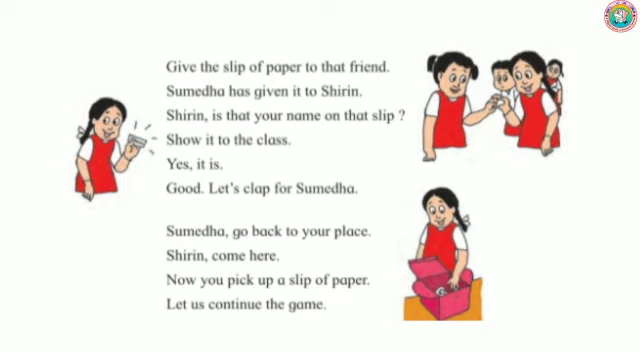 Give the slip of paper to that friend.
Sumedha has given it to Shirin.
Shirin, is that your name on that slip ?
Show it to the class.
Yes, it is.
Good. Let's clap for Sumedha.
Sumedha, go back to your place.
Shirin, come here.
Now you pick up a slip of paper.
Let us continue the game.